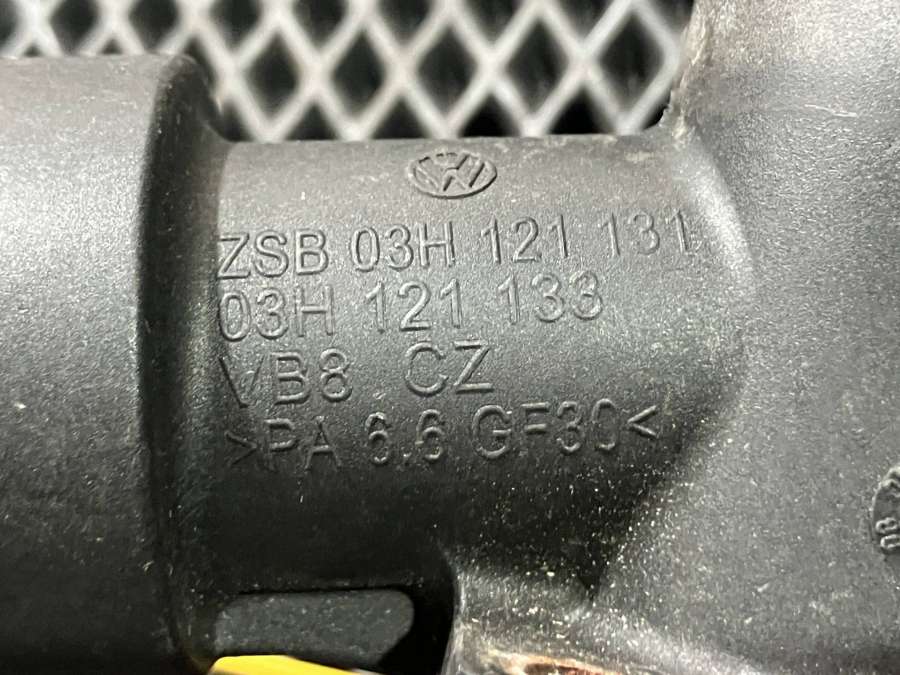 ZSB 03H 121 131
03H 121 133
VB8 CZ
>PA 6.6 GF30<